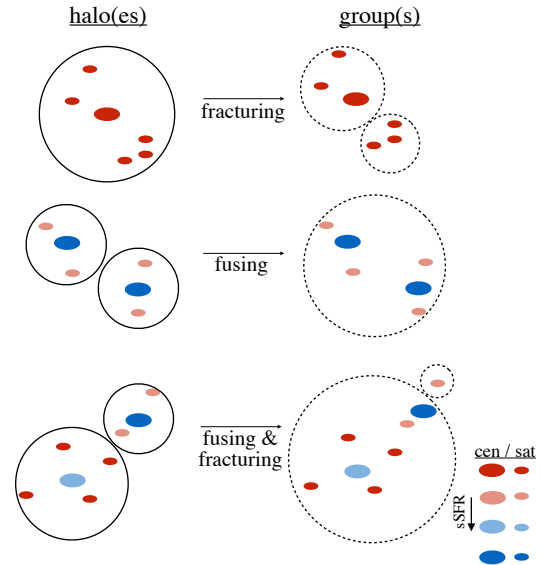 halo(es)
group(s)
fracturing
fusing
fusing &
fracturing
cen / sat
sSFR